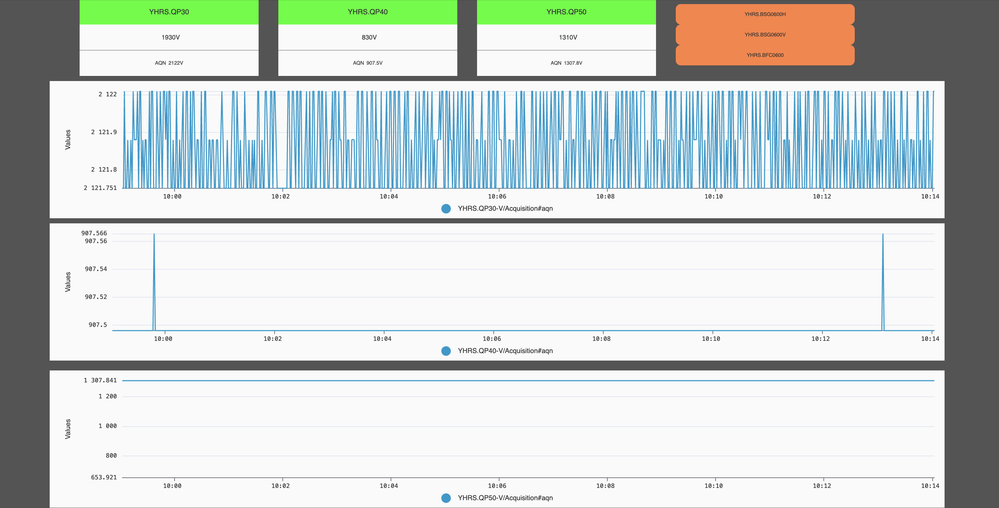 YHRS.QP30
1930V
AQN 2122V
YHRS.QP40
830V
AQN 907.5V
YHRS.QP50
1310V
AQN 1307.8V
YHRS.BSG0600H
YHRS.BSG0600V
YHRS.BFC0600
Values
2 122
2 121.9
2 121.8
2 121.751
10:00 10:02 10:04 10:06 10:08 10:10 10:12 10:14
YHRS.QP30-V/Acquisition#aqn
Values
907.566
907.56
907.54
907.52
907.5
10:00 10:02 10:04 10:06 10:08 10:10 10:12 10:14
YHRS.QP40-V/Acquisition#aqn
Values
1 307.841
1 200
1 000
800
653.921
10:00 10:02 10:04 10:06 10:08 10:10 10:12 10:14
YHRS.QP50-V/Acquisition#aqn